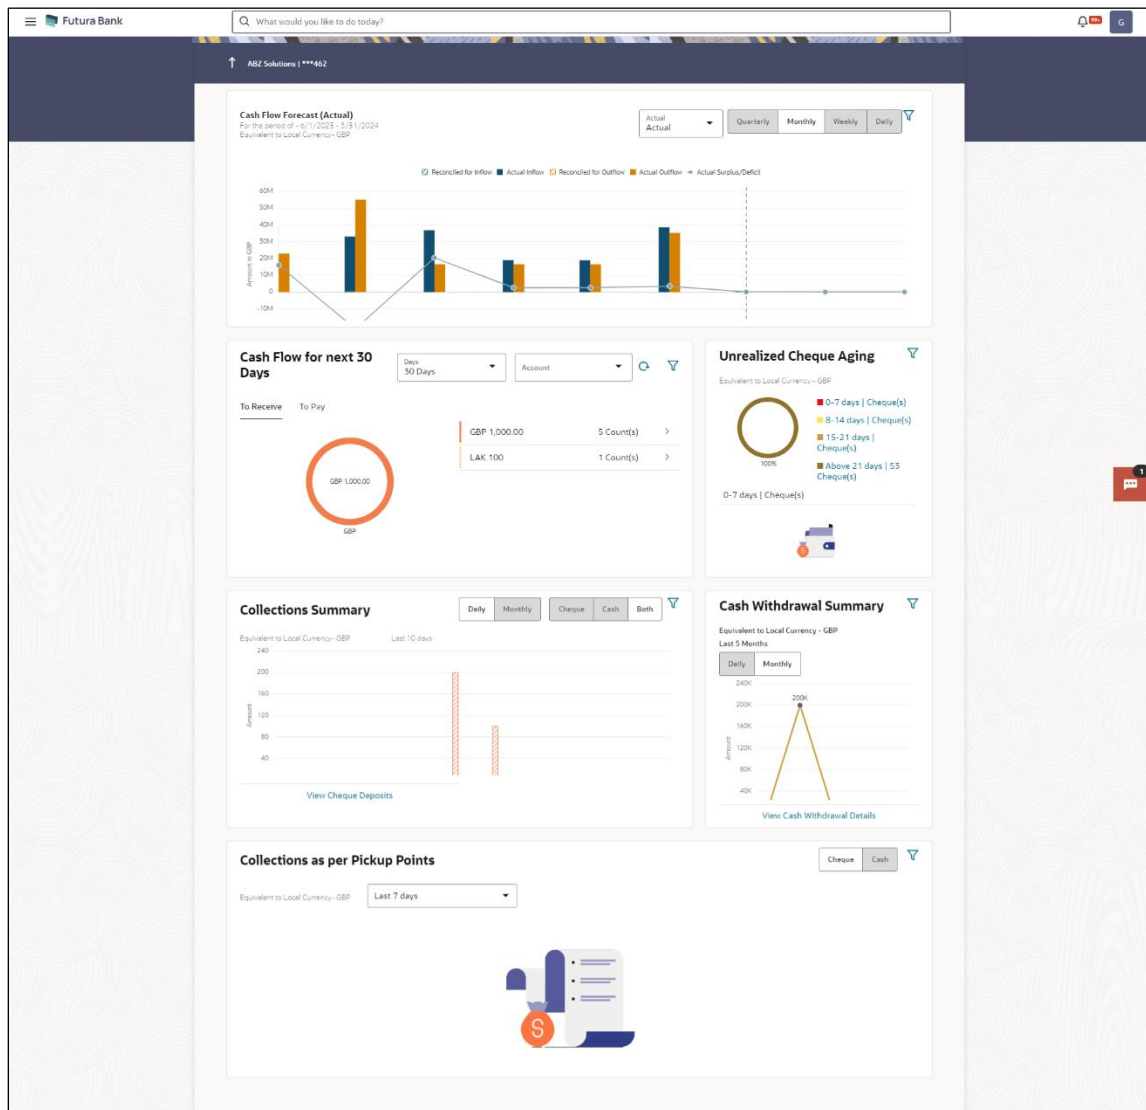 Futura Bank
What would you like to do today?
99+
G
ABZ Solutions | ***462
Cash Flow Forecast (Actual)
For the period of - 6/1/2023 - 5/31/2024
Equivalent to Local Currency- GBP
Actual
Actual
Quarterly Monthly Weekly Daily
Reconciled for Inflow Actual Inflow Reconciled for Outflow Actual Outflow Actual Surplus/Deficit
Amount in GBP
60M
50M
40M
30M
20M
10M
0
-10M
Cash Flow for next 30
Days
Days
30 Days
Account
To Receive To Pay
GBP 1,000.00
GBP
GBP 1,000.00 5 Count(s)
LAK 100 1 Count(s)
Unrealized Cheque Aging
Equivalent to Local Currency - GBP
100%
0-7 days | Cheque(s)
8-14 days | Cheque(s)
15-21 days |
Cheque(s)
Above 21 days | 53
Cheque(s)
0-7 days | Cheque(s)
1
Collections Summary
Daily Monthly
Cheque Cash Both
Equivalent to Local Currency- GBP Last 10 days
Amount
240
200
160
120
80
40
View Cheque Deposits
Cash Withdrawal Summary
Equivalent to Local Currency - GBP
Last 5 Months
Daily Monthly
Amount
240K
200K
160K
120K
80K
40K
200K
View Cash Withdrawal Details
Collections as per Pickup Points
Cheque Cash
Equivalent to Local Currency- GBP
Last 7 days
S